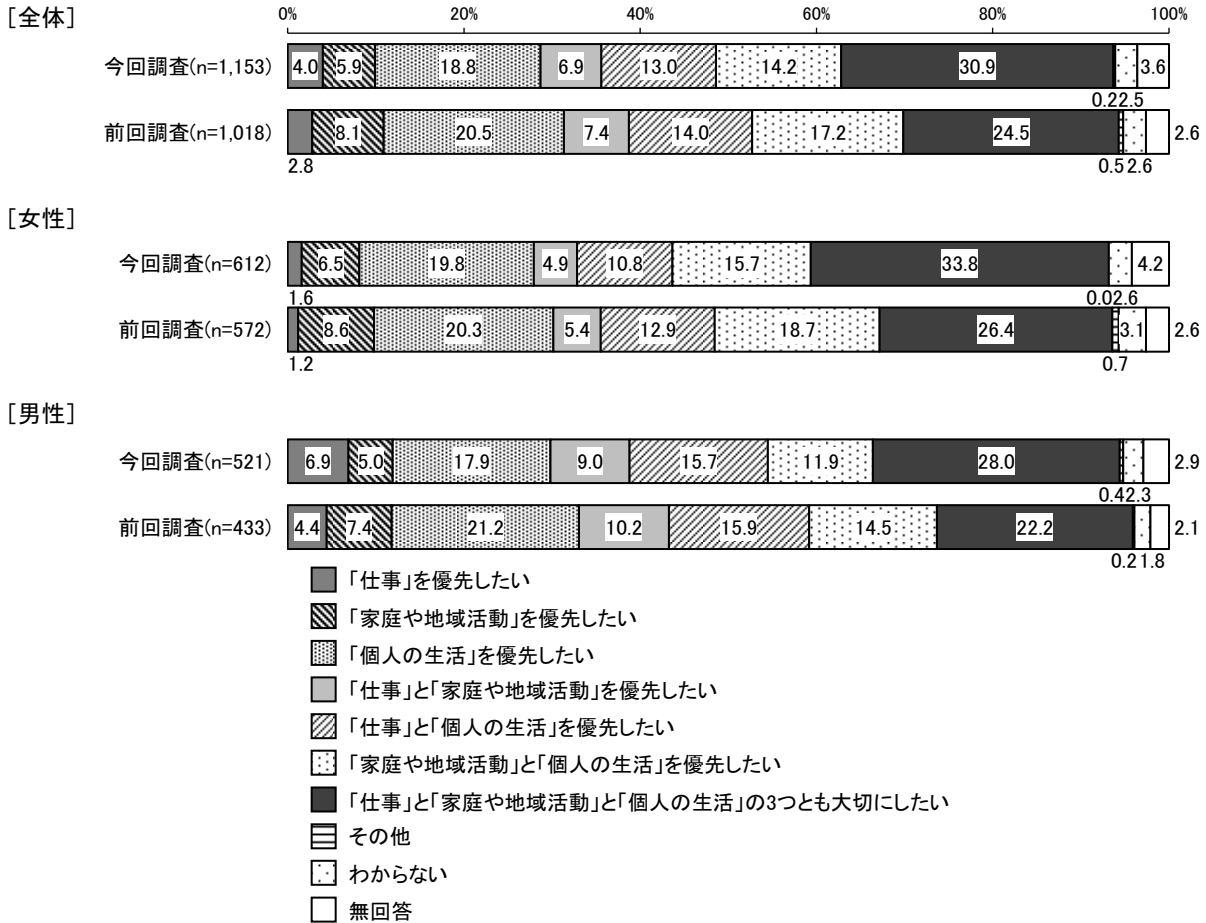 [全体]
0% 20% 40% 60% 80% 100%
今回調査(n=1,153) 4.0 5.9 18.8 6.9 13.0 14.2 30.9 3.6
0.2 2.5
前回調査(n=1,018) 8.1 20.5 7.4 14.0 17.2 24.5 2.6
2.8 0.5 2.6
[女性]
今回調査(n=612) 6.5 19.8 4.9 10.8 15.7 33.8 4.2
1.6 0.0 2.6
前回調査(n=572) 8.6 20.3 5.4 12.9 18.7 26.4 3.1 2.6
1.2 0.7
[男性]
今回調査(n=521) 6.9 5.0 17.9 9.0 15.7 11.9 28.0 2.9
0.4 2.3
前回調査(n=433) 4.4 7.4 21.2 10.2 15.9 14.5 22.2 2.1
0.2 1.8
「仕事」を優先したい
「家庭や地域活動」を優先したい
「個人の生活」を優先したい
「仕事」と「家庭や地域活動」を優先したい
「仕事」と「個人の生活」を優先したい
「家庭や地域活動」と「個人の生活」を優先したい
「仕事」と「家庭や地域活動」と「個人の生活」の3つとも大切にしたい
その他
わからない
無回答